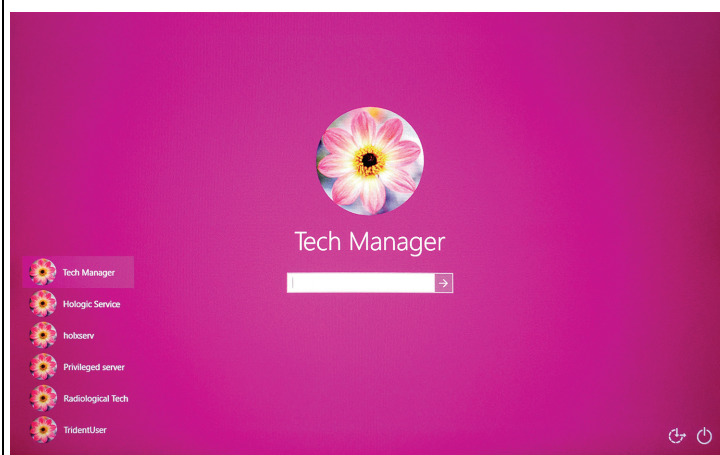 Tech Manager
Tech Manager
Hologic Service
holxserv
Privileged server
Radiological Tech
TridentUser